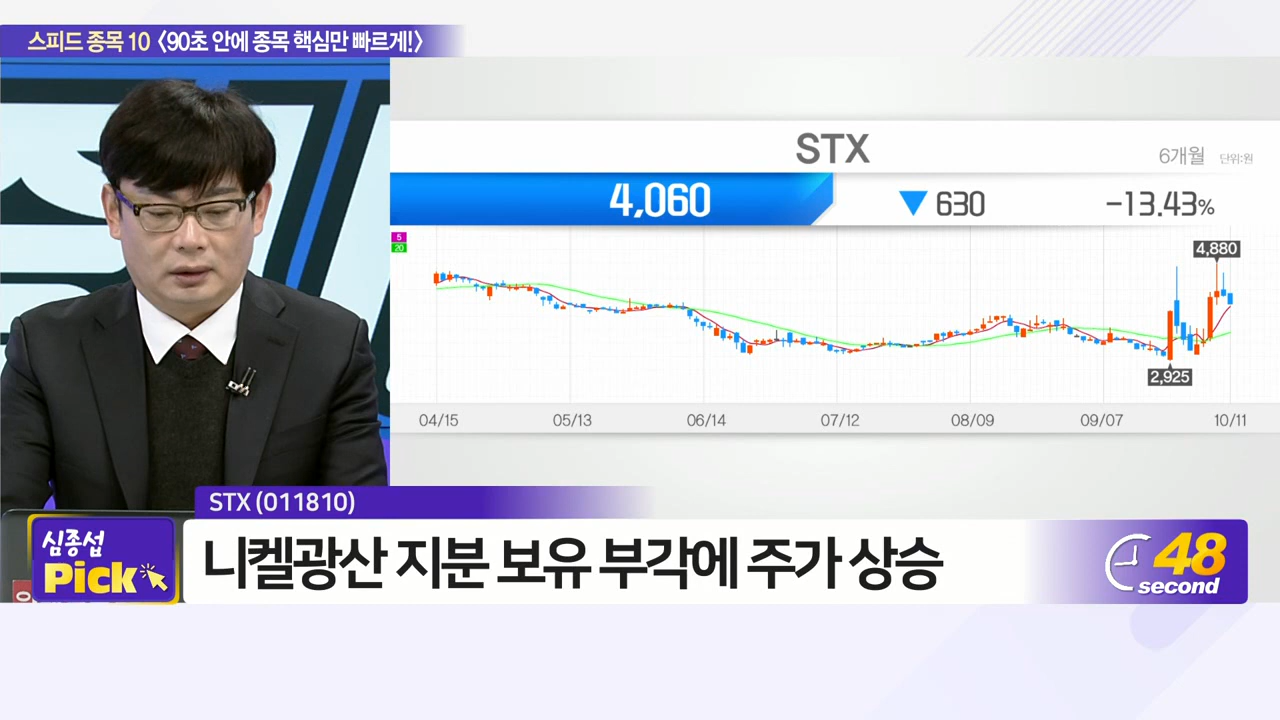 스피드 종목 10 〈90초 안에 종목 핵심만 빠르게!〉
STX
6개월 단위:원
4,060 ▼ 630 -13.43%
5
20
4,880
2,925
04/15 05/13 06/14 07/12 08/09 09/07 10/11
STX (011810)
심종섭
Pick
니켈광산 지분 보유 부각에 주가 상승
48
second